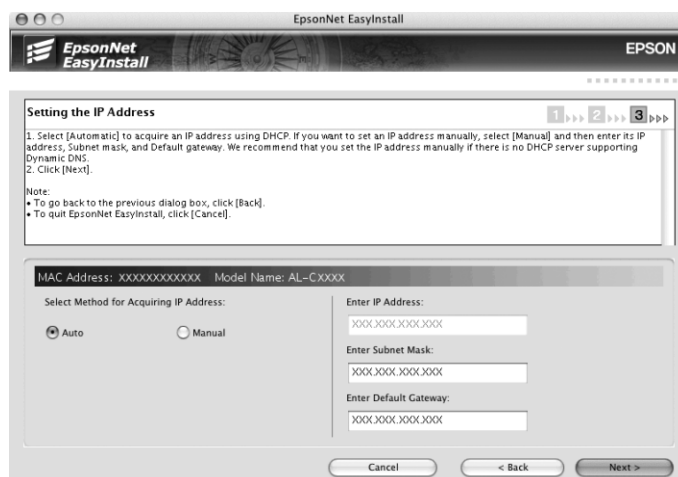 EpsonNet EasyInstall
EpsonNet
EasyInstall
EPSON
Setting the IP Address
1 2 3
1. Select [Automatic] to acquire an IP address using DHCP. If you want to set an IP address manually, select [Manual] and then enter its IP
address, Subnet mask, and Default gateway. We recommend that you set the IP address manually if there is no DHCP server supporting
Dynamic DNS.
2. Click [Next].
Note:
• To go back to the previous dialog box, click [Back].
• To quit EpsonNet EasyInstall, click [Cancel].
MAC Address: XXXXXXXXXXXX Model Name: AL-CXXXX
Select Method for Acquiring IP Address:
Auto Manual
Enter IP Address:
XXX.XXX.XXX.XXX
Enter Subnet Mask:
XXX.XXX.XXX.XXX
Enter Default Gateway:
XXX.XXX.XXX.XXX
Cancel < Back Next >